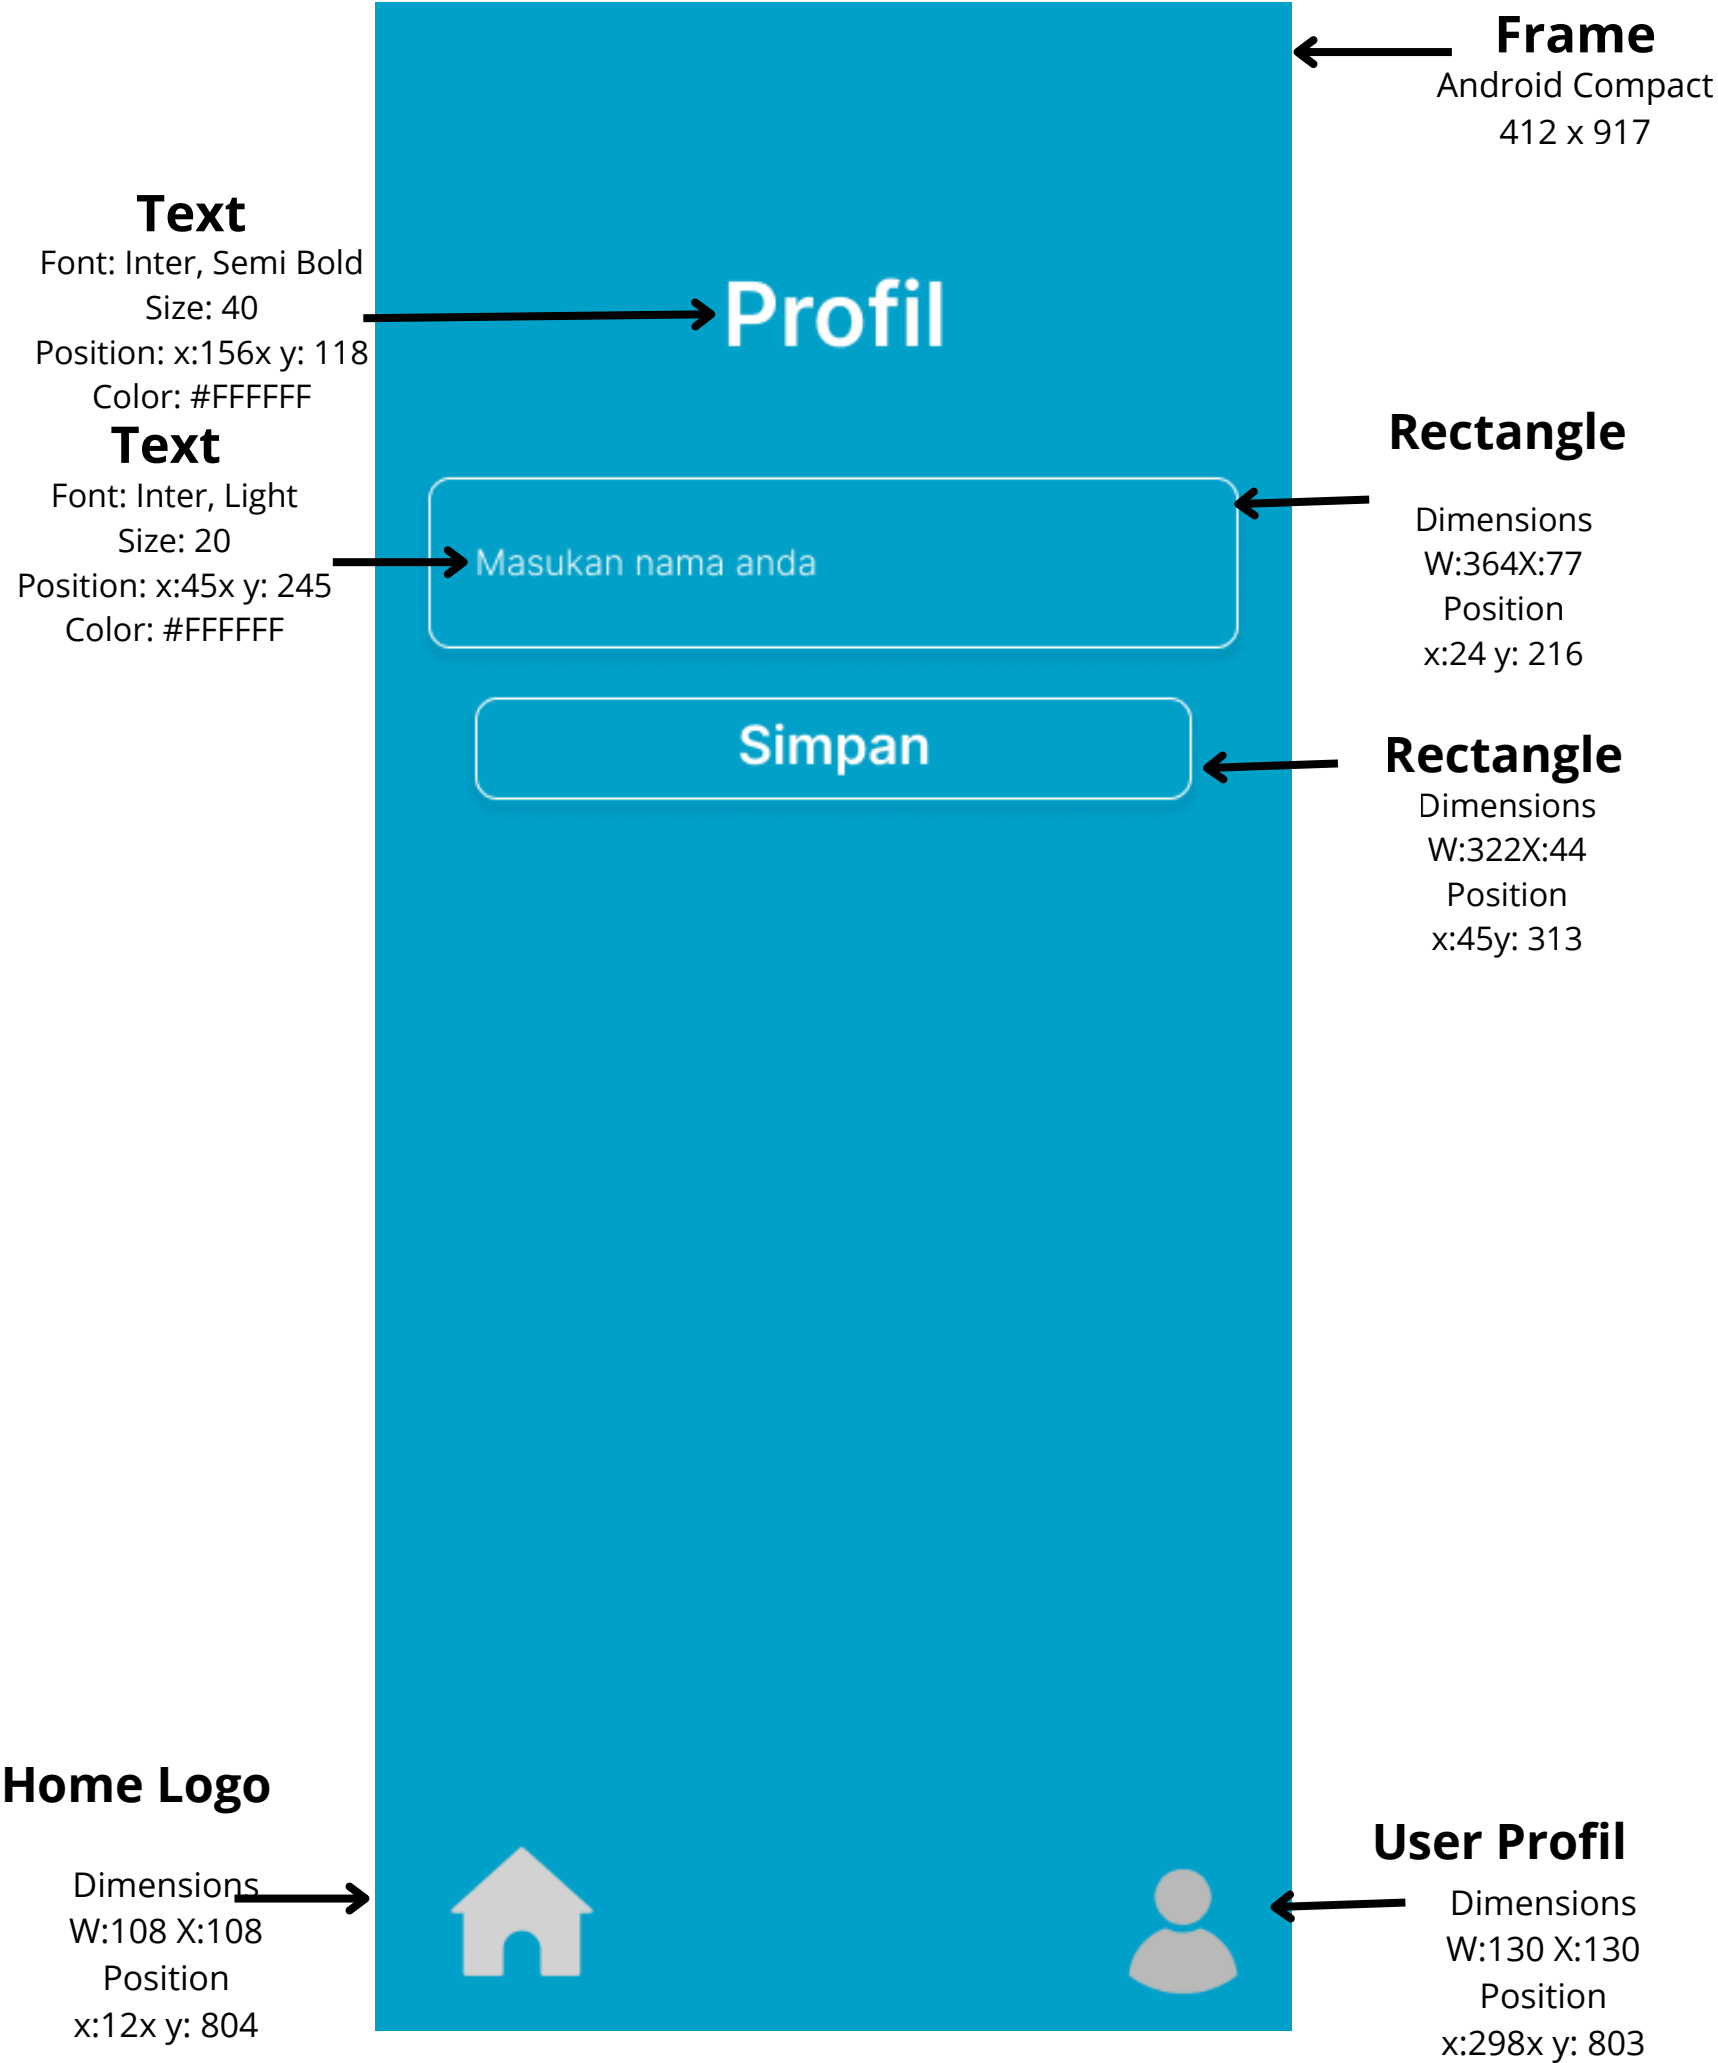 Frame
Android Compact
412 x 917
Text
Font: Inter, Semi Bold
Size: 40
Position: x:156x y: 118
Color: #FFFFFF
Profil
Text
Font: Inter, Light
Size: 20
Position: x:45x y: 245
Color: #FFFFFF
Masukan nama anda
Rectangle
Dimensions
W:364X:77
Position
x:24 y: 216
Simpan
Rectangle
Dimensions
W:322X:44
Position
x:45y: 313
Home Logo
Dimensions
W:108 X:108
Position
x:12x y: 804
User Profil
Dimensions
W:130 X:130
Position
x:298x y: 803